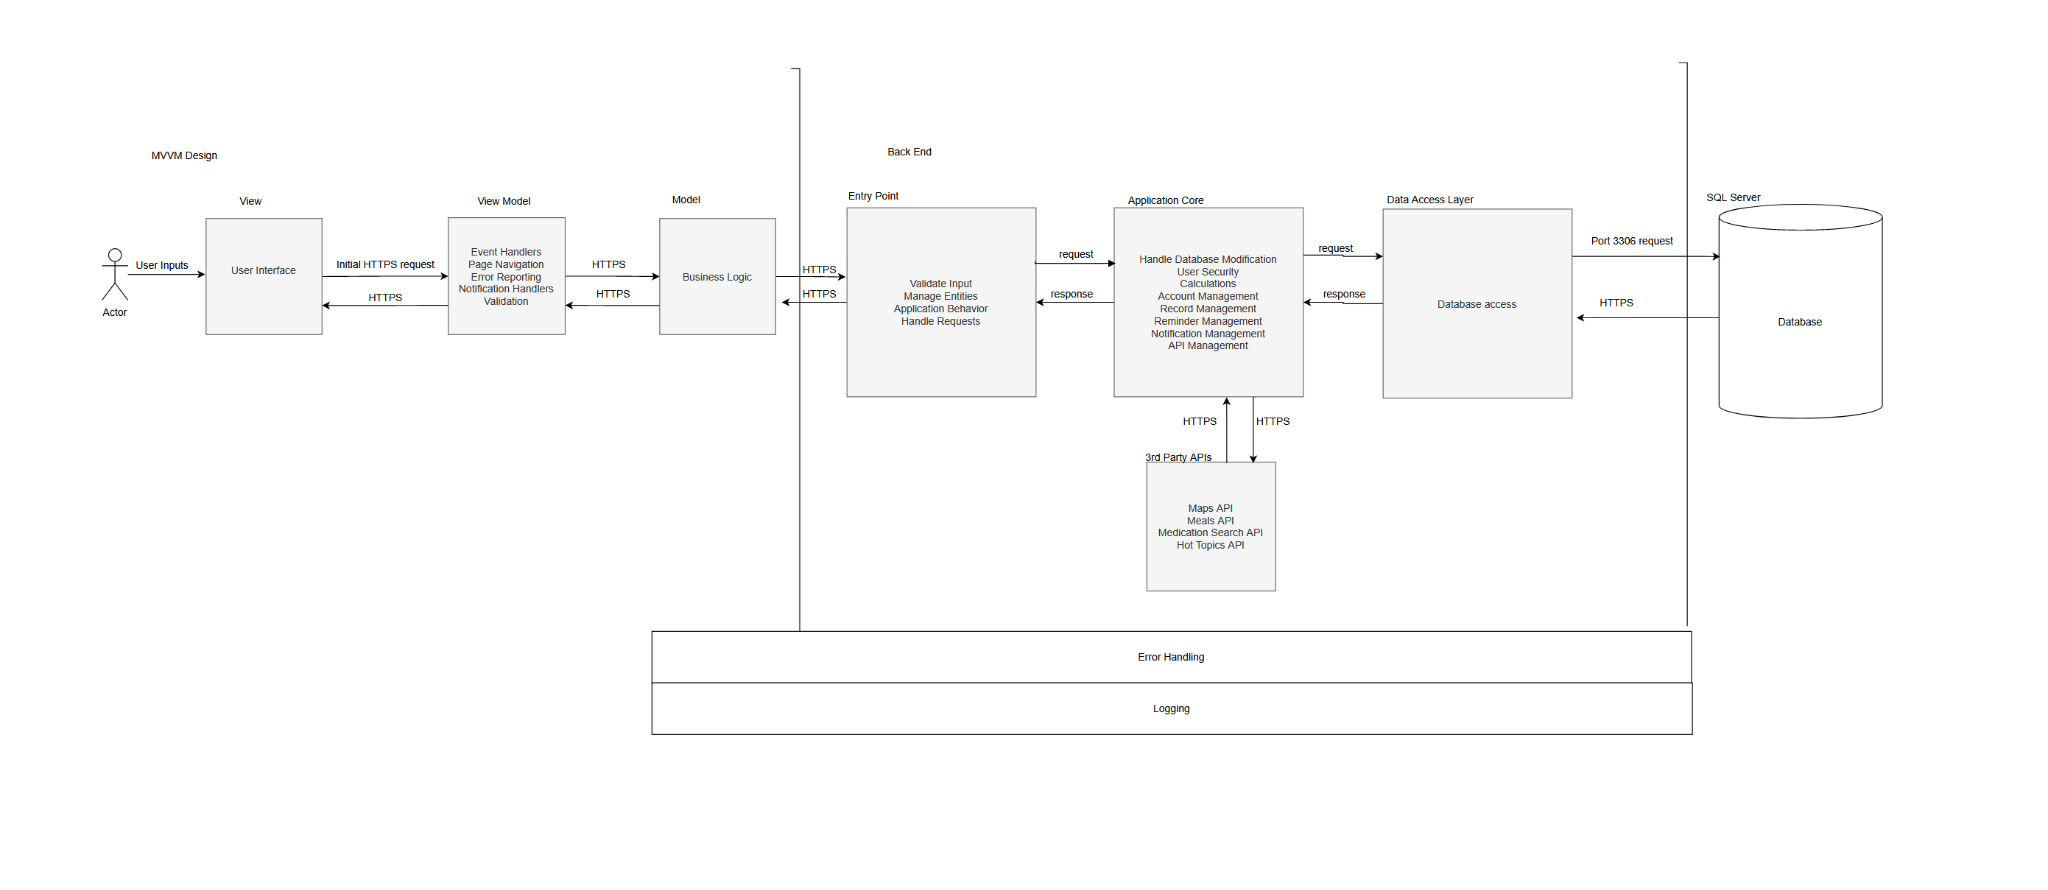 MVVM Design
Back End
View
View Model
Model
Entry Point
Application Core
Data Access Layer
SQL Server
Actor
User Inputs
User Interface
Initial HTTPS request
HTTPS
Event Handlers
Page Navigation
Error Reporting
Notification Handlers
Validation
HTTPS
HTTPS
Business Logic
HTTPS
HTTPS
Validate Input
Manage Entities
Application Behavior
Handle Requests
request
response
Handle Database Modification
User Security
Calculations
Account Management
Record Management
Reminder Management
Notification Management
API Management
request
response
Database access
Port 3306 request
HTTPS
Database
HTTPS
HTTPS
3rd Party APIs
Maps API
Meals API
Medication Search API
Hot Topics API
Error Handling
Logging